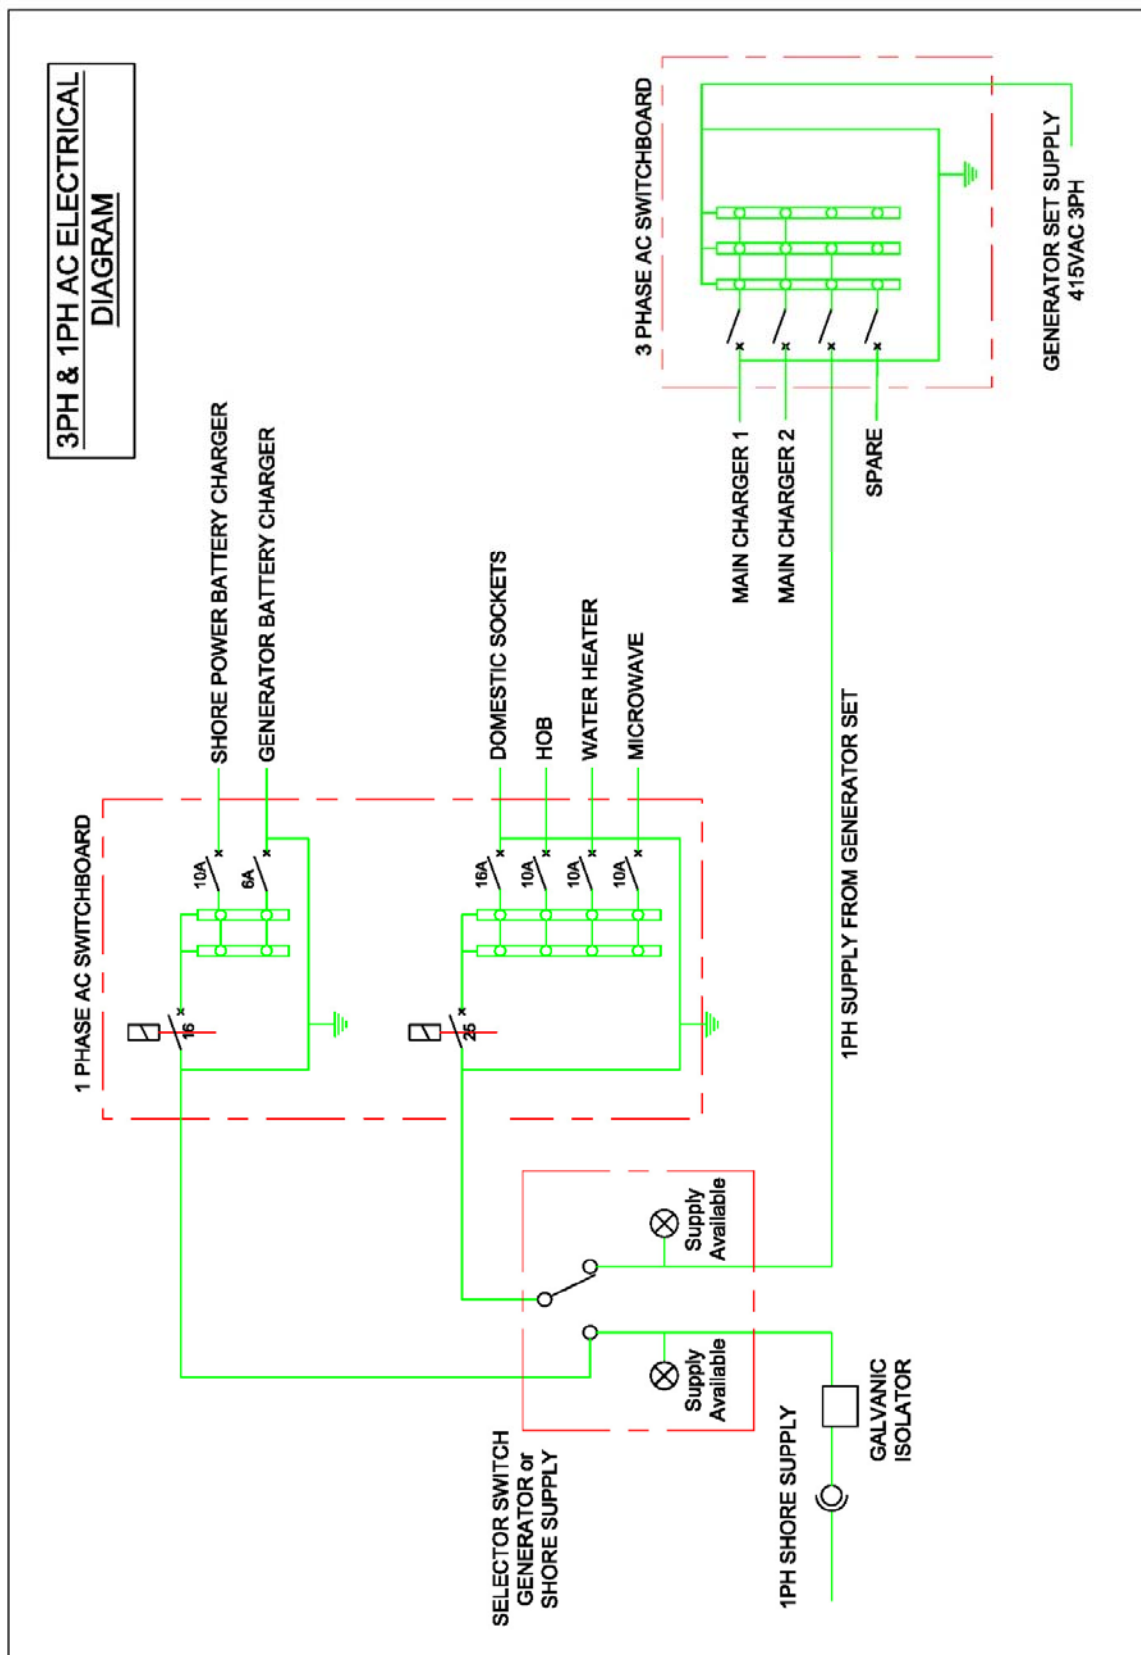 3PH & 1PH AC ELECTRICAL
DIAGRAM
1 PHASE AC SWITCHBOARD
16
10A
6A
SHORE POWER BATTERY CHARGER
GENERATOR BATTERY CHARGER
25
16A
10A
10A
10A
DOMESTIC SOCKETS
HOB
WATER HEATER
MICROWAVE
SELECTOR SWITCH
GENERATOR or
SHORE SUPPLY
Supply
Available
Supply
Available
1PH SHORE SUPPLY
GALVANIC
ISOLATOR
1PH SUPPLY FROM GENERATOR SET
3 PHASE AC SWITCHBOARD
MAIN CHARGER 1
MAIN CHARGER 2
SPARE
GENERATOR SET SUPPLY
415VAC 3PH